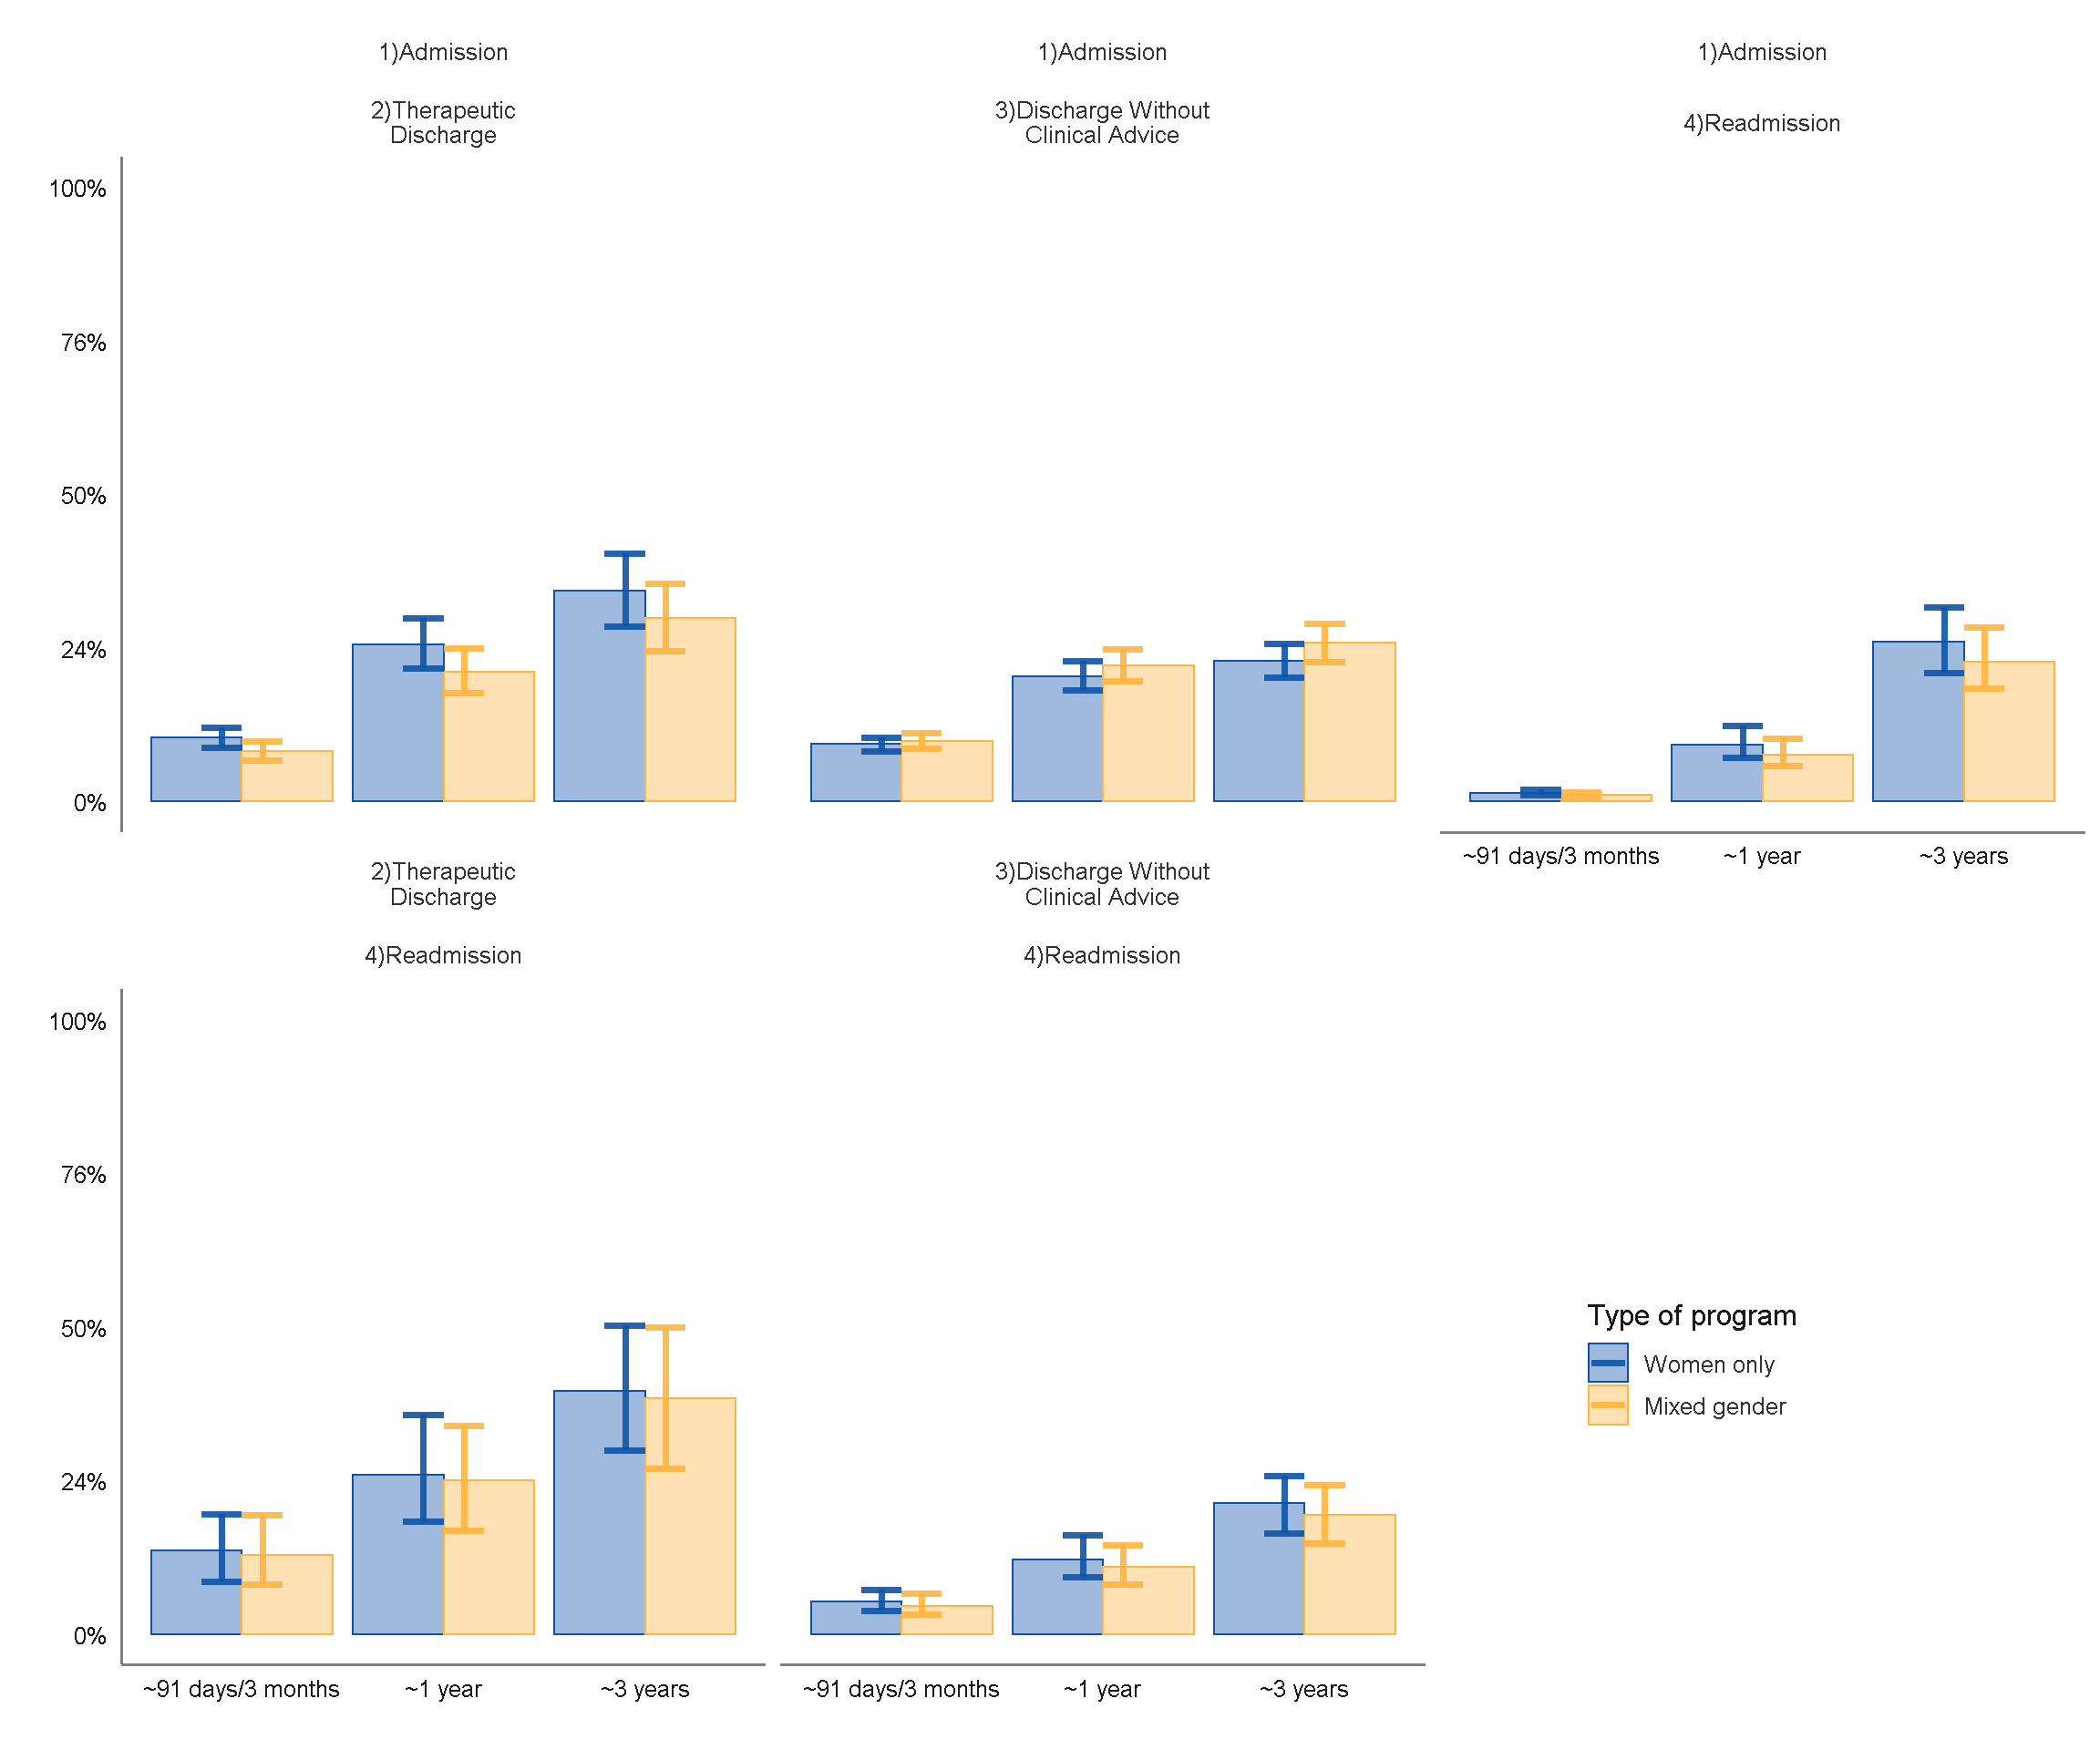 1)Admission
2)Therapeutic
Discharge
1)Admission
3)Discharge Without
Clinical Advice
1)Admission
4)Readmission
100%
76%
50%
24%
0%
~91 days/3 months
~1 year
~3 years
2)Therapeutic
Discharge
4)Readmission
3)Discharge Without
Clinical Advice
4)Readmission
100%
76%
50%
24%
0%
~91 days/3 months
~1 year
~3 years
~91 days/3 months
~1 year
~3 years
Type of program
Women only
Mixed gender